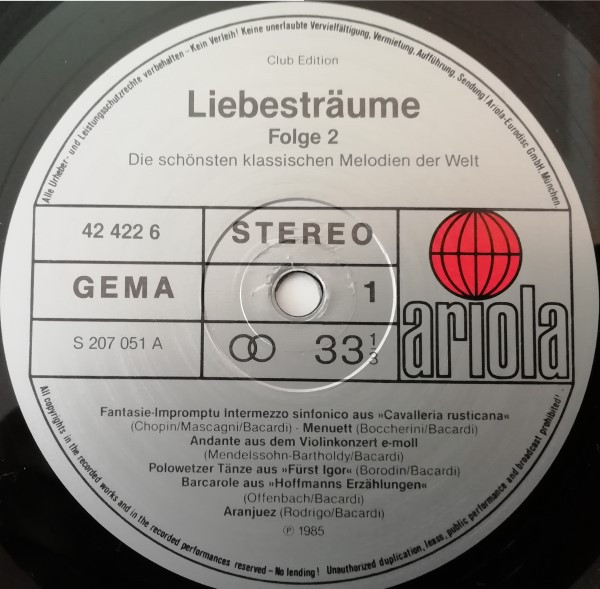 Alle Urheber- und Leistungsschutzrechte vorbehalten - Kein Verleih! Keine unerlaubte Vervielfältigung, Vermietung, Aufführung, Sendung! Ariola-Eurodisc GmbH, München.
Club Edition
Liebesträume
Folge 2
Die schönsten klassischen Melodien der Welt
42 422 6
STEREO
GEMA
1
ariola
S 207 051 A
33 1/3
Fantasie-Impromptu Intermezzo sinfonico aus »Cavalleria rusticana«
(Chopin/Mascagni/Bacardi) · Menuett (Boccherini/Bacardi)
Andante aus dem Violinkonzert e-moll
(Mendelssohn-Bartholdy/Bacardi)
Polowetzer Tänze aus »Fürst Igor« (Borodin/Bacardi)
Barcarole aus »Hoffmanns Erzählungen«
(Offenbach/Bacardi)
Aranjuez (Rodrigo/Bacardi)
℗ 1985
All copyrights in the recorded works and in the recorded performances reserved – No lending! Unauthorized duplication, lease, public performance and broadcast prohibited!